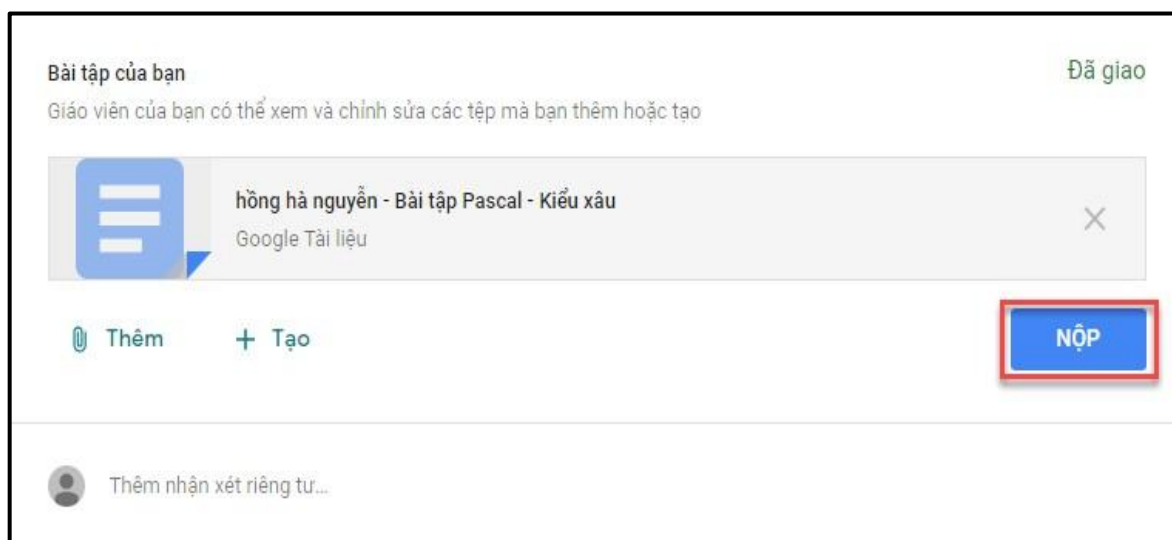 Bài tập của bạn
Đã giao
Giáo viên của bạn có thể xem và chỉnh sửa các tệp mà bạn thêm hoặc tạo
hồng hà nguyễn - Bài tập Pascal - Kiểu xâu
Google Tài liệu
Thêm
Tạo
NỘP
Thêm nhận xét riêng tư...